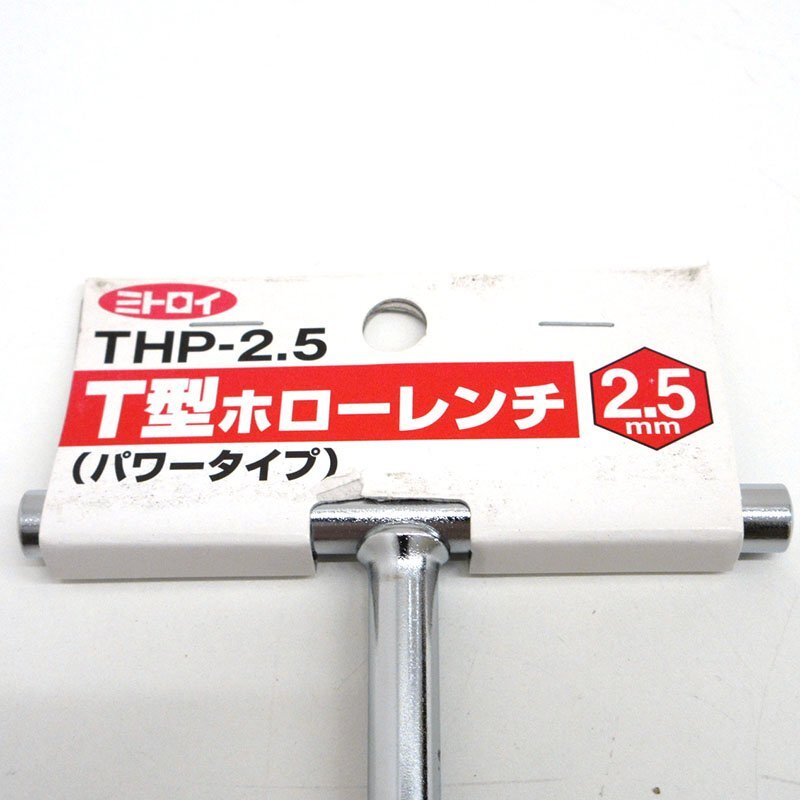 ミトロイ
THP-2.5
T型ホローレンチ
2.5
mm
(パワータイプ)